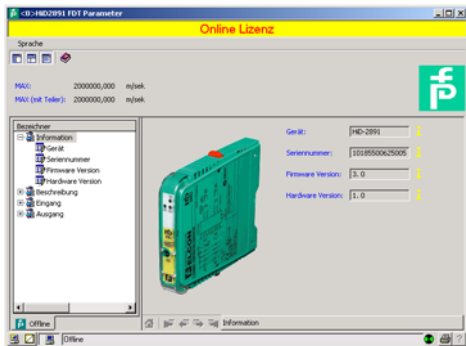 <0>HiD2891 FDT Parameter
Online Lizenz
Sprache
MAX: 2000000,000 m/sek
MAX (mit Teiler): 2000000,000 m/sek
Bezeichner
Information
Gerät
Seriennummer
Firmware Version
Hardware Version
Beschreibung
Eingang
Ausgang
Gerät: HiD-2891
Seriennummer: 10185500625005
Firmware Version: 3.0
Hardware Version: 1.0
ELCON
Offline
Information
Offline